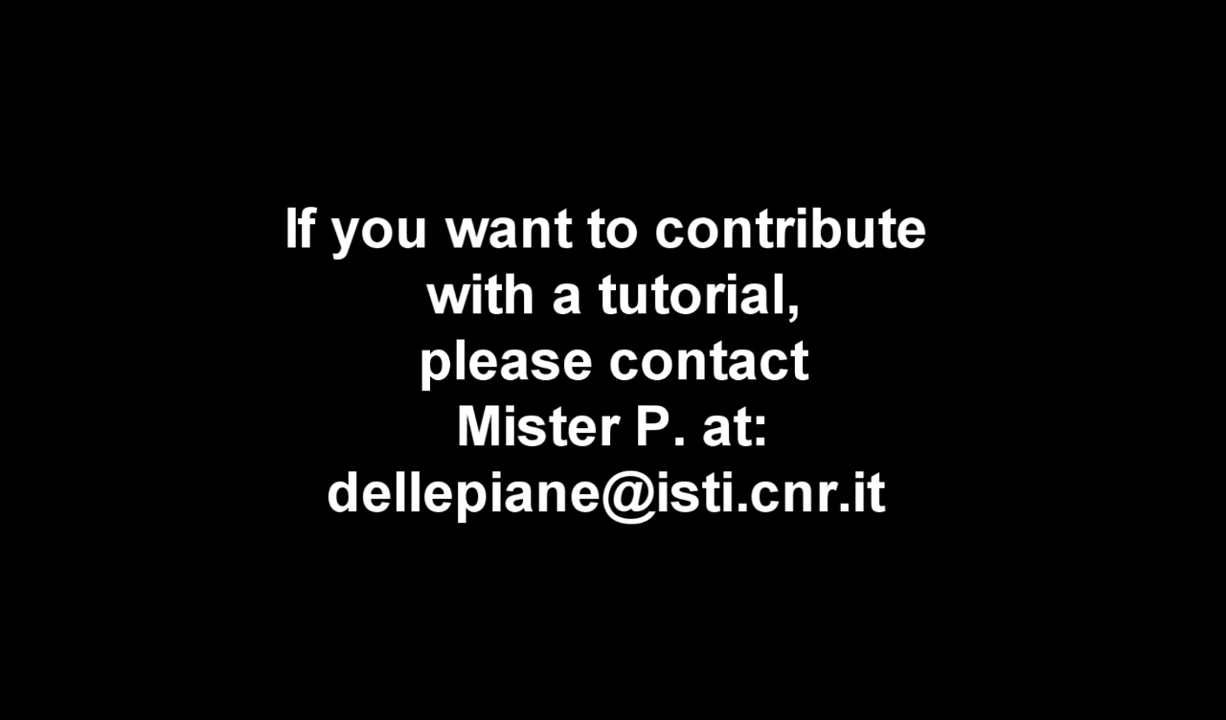 If you want to contribute
with a tutorial,
please contact
Mister P. at:
dellepiane@isti.cnr.it